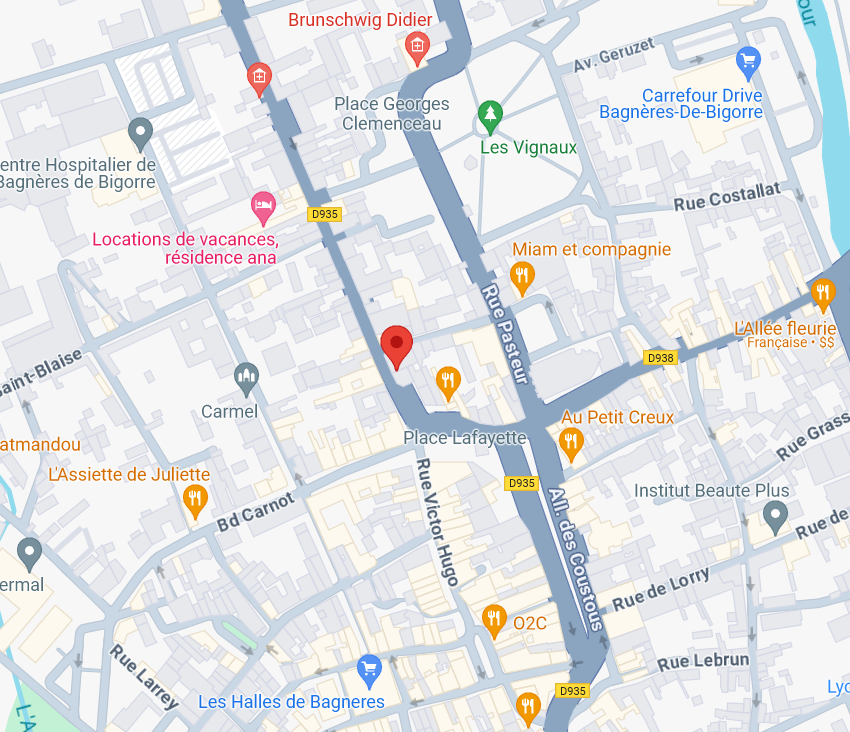 Brunschwig Didier
our
Av. Geruzet
Carrefour Drive
Bagnères-De-Bigorre
Place Georges
Clemenceau
Les Vignaux
entre Hospitalier de
Bagnères de Bigorre
Rue Costallat
D935
Locations de vacances,
résidence ana
Miam et compagnie
Rue Pasteur
L'Allée fleurie
Française • $$
D938
Saint-Blaise
Carmel
Au Petit Creux
Place Lafayette
atmandou
Rue Grass
L'Assiette de Juliette
D935
Institut Beaute Plus
Bd Carnot
Rue Victor Hugo
All. des Coustous
Rue de
ermal
Rue de Lorry
O2C
Rue Larrey
Rue Lebrun
Les Halles de Bagneres
D935
Lyc
L'A